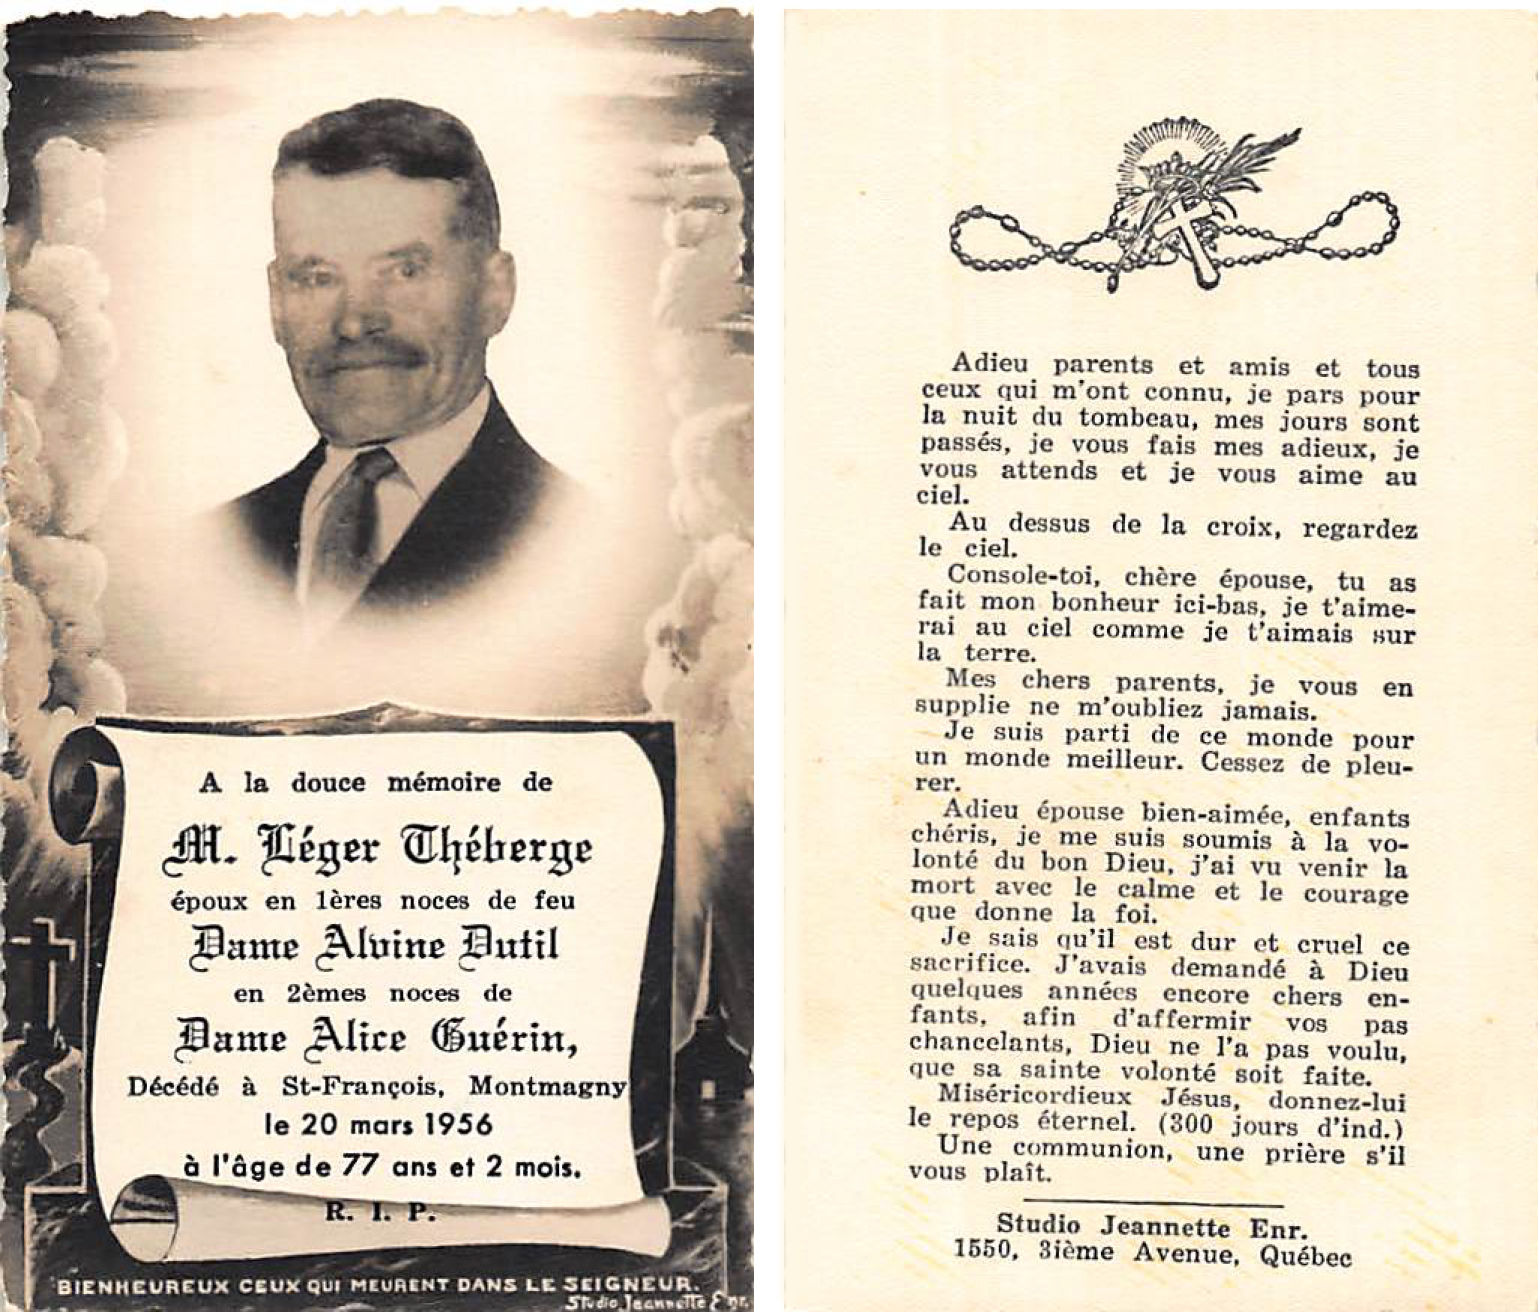 A la douce mémoire de
M. Léger Théberge
époux en 1ères noces de feu
Dame Alvine Dutil
en 2èmes noces de
Dame Alice Guérin,
Décédé à St-François, Montmagny
le 20 mars 1956
à l'âge de 77 ans et 2 mois.
R. I. P.
BIENHEUREUX CEUX QUI MEURENT DANS LE SEIGNEUR.
Studio Jeannette Enr.
Adieu parents et amis et tous
ceux qui m'ont connu, je pars pour
la nuit du tombeau, mes jours sont
passés, je vous fais mes adieux, je
vous attends et je vous aime au
ciel.
Au dessus de la croix, regardez
le ciel.
Console-toi, chère épouse, tu as
fait mon bonheur ici-bas, je t'aime-
rai au ciel comme je t'aimais sur
la terre.
Mes chers parents, je vous en
supplie ne m'oubliez jamais.
Je suis parti de ce monde pour
un monde meilleur. Cessez de pleu-
rer.
Adieu épouse bien-aimée, enfants
chéris, je me suis soumis à la vo-
lonté du bon Dieu, j'ai vu venir la
mort avec le calme et le courage
que donne la foi.
Je sais qu'il est dur et cruel ce
sacrifice. J'avais demandé à Dieu
quelques années encore chers en-
fants, afin d'affermir vos pas
chancelants, Dieu ne l'a pas voulu,
que sa sainte volonté soit faite.
Miséricordieux Jésus, donnez-lui
le repos éternel. (300 jours d'ind.)
Une communion, une prière s'il
vous plaît.
Studio Jeannette Enr.
1550, 3ième Avenue, Québec